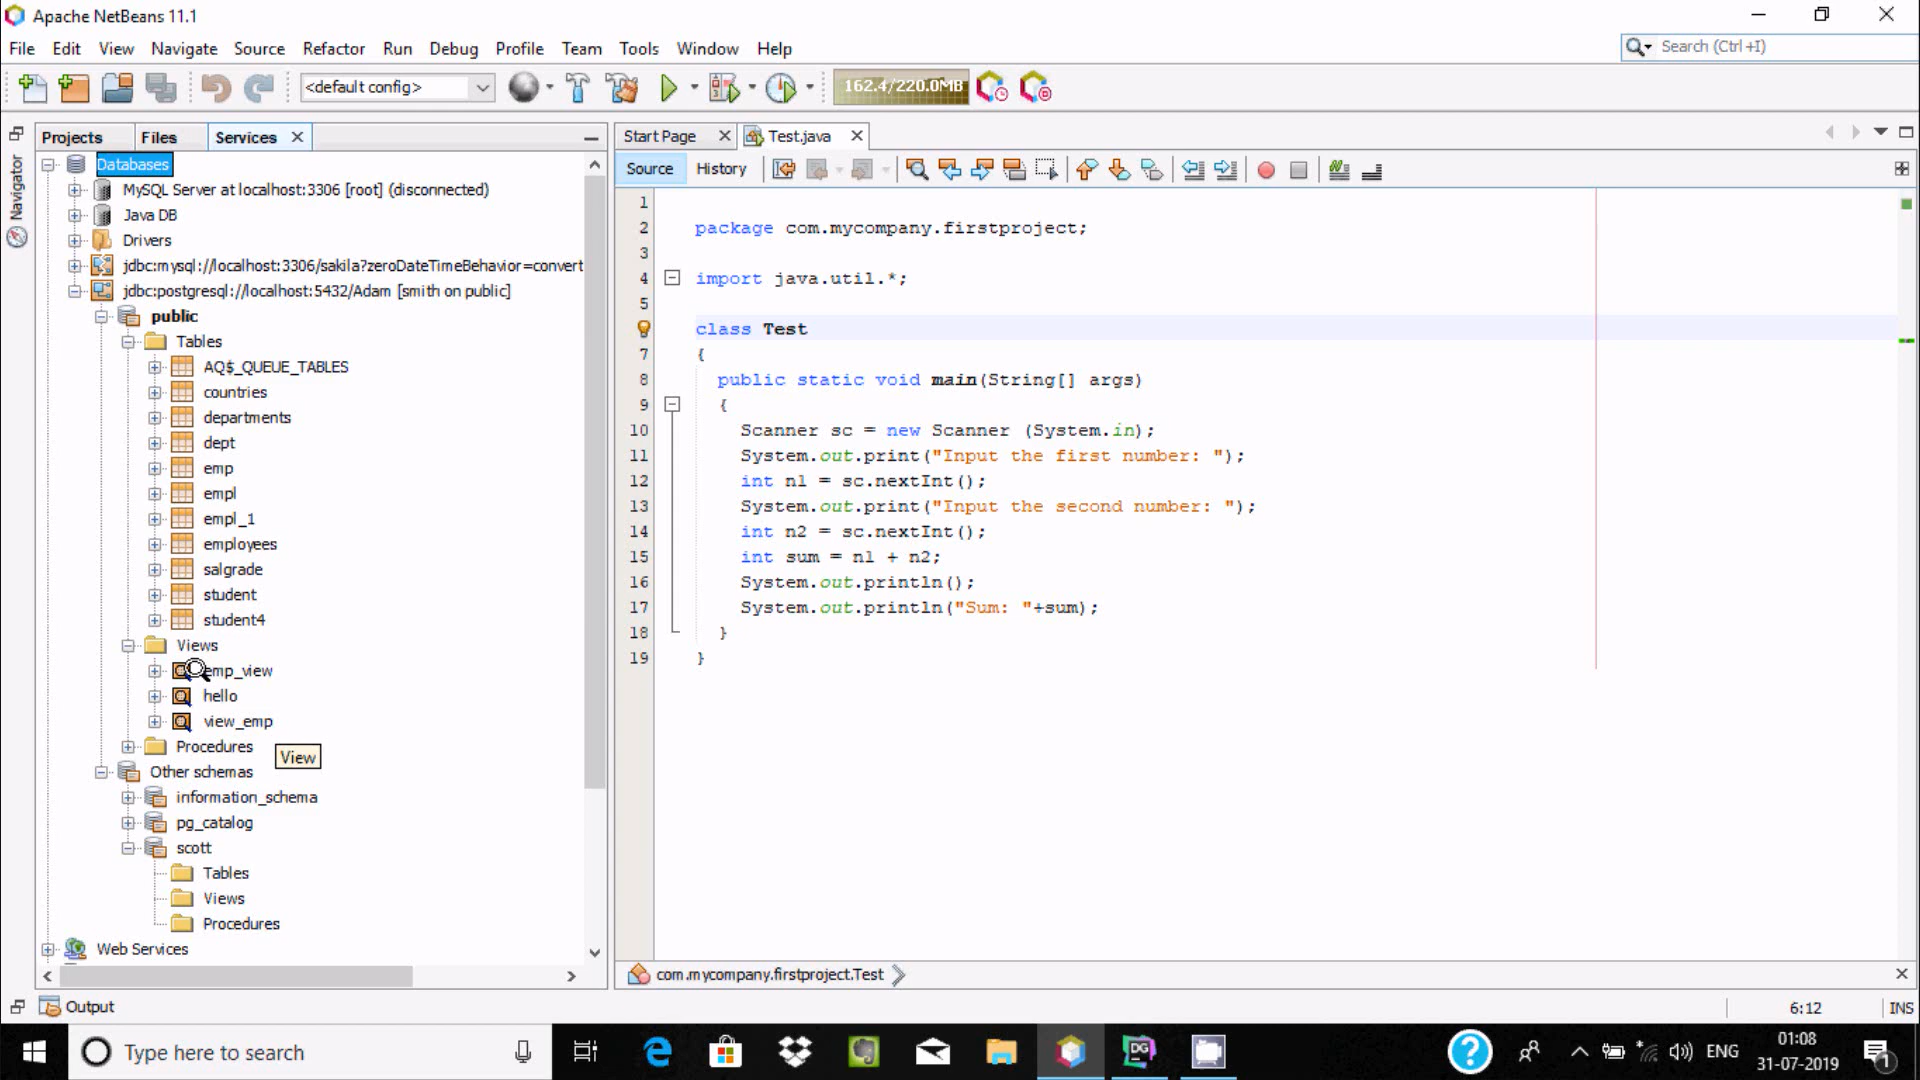 Apache NetBeans 11.1
File Edit View Navigate Source Refactor Run Debug Profile Team Tools Window Help
Search (Ctrl+I)
<default config>
162.4/220.0MB
Projects Files Services
Navigator
Databases
MySQL Server at localhost:3306 [root] (disconnected)
Java DB
Drivers
jdbc:mysql://localhost:3306/sakila?zeroDateTimeBehavior=convert
jdbc:postgresql://localhost:5432/Adam [smith on public]
public
Tables
AQ$_QUEUE_TABLES
countries
departments
dept
emp
empl
empl_1
employees
salgrade
student
student4
Views
emp_view
hello
view_emp
Procedures
View
Other schemas
information_schema
pg_catalog
scott
Tables
Views
Procedures
Web Services
Start Page Test.java
Source History
1
2 package com.mycompany.firstproject;
3
4 import java.util.*;
5
class Test
7 {
8 public static void main(String[] args)
9 {
10 Scanner sc = new Scanner (System.in);
11 System.out.print("Input the first number: ");
12 int n1 = sc.nextInt();
13 System.out.print("Input the second number: ");
14 int n2 = sc.nextInt();
15 int sum = n1 + n2;
16 System.out.println();
17 System.out.println("Sum: "+sum);
18 }
19 }
com.mycompany.firstproject.Test
Output
6:12 INS
Type here to search
DG
ENG
01:08
31-07-2019
1